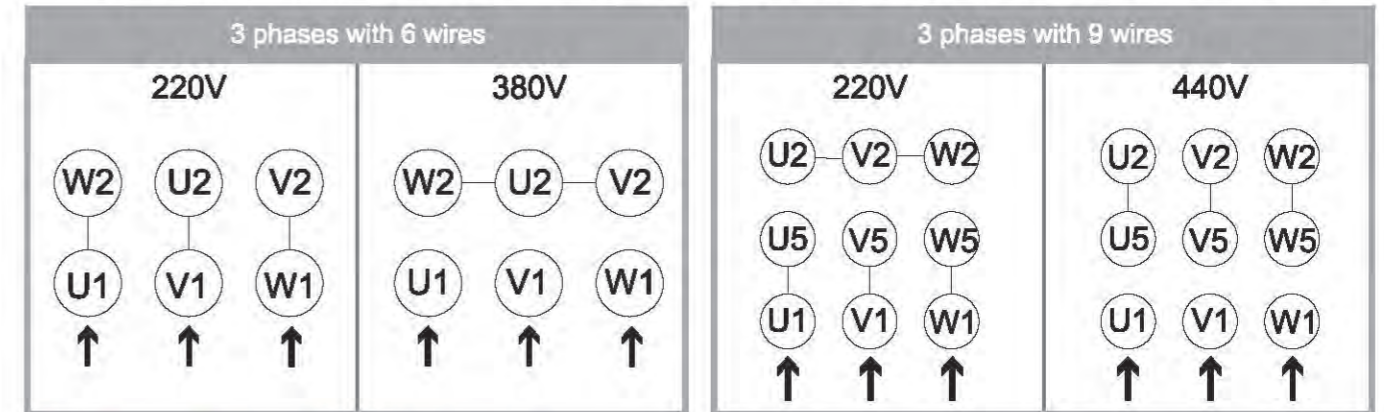 3 phases with 6 wires
220V
380V
W2 U2 V2
U1 V1 W1
W2 U2 V2
U1 V1 W1
3 phases with 9 wires
220V
440V
U2 V2 W2
U5 V5 W5
U1 V1 W1
U2 V2 W2
U5 V5 W5
U1 V1 W1